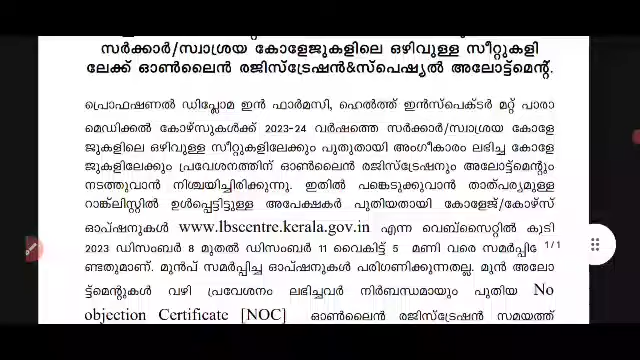 സർക്കാർ/സ്വാശ്രയ കോളേജുകളിലെ ഒഴിവുള്ള സീറ്റുകളി
ലേക്ക് ഓൺലൈൻ രജിസ്ട്രേഷൻ&സ്പെഷ്യൽ അലോട്ട്മെന്റ്.
പ്രൊഫഷണൽ ഡിപ്ലോമ ഇൻ ഫാർമസി, ഹെൽത്ത് ഇൻസ്പെക്ടർ മറ്റ് പാരാ
മെഡിക്കൽ കോഴ്സുകൾക്ക് 2023-24 വർഷത്തെ സർക്കാർ/സ്വാശ്രയ കോളേ
ജുകളിലെ ഒഴിവുള്ള സീറ്റുകളിലേക്കും പുതുതായി അംഗീകാരം ലഭിച്ച കോളേ
ജുകളിലേക്കും പ്രവേശനത്തിന് ഓൺലൈൻ രജിസ്ട്രേഷനും അലോട്ട്മെന്റും
നടത്തുവാൻ നിശ്ചയിച്ചിരിക്കുന്നു. ഇതിൽ പങ്കെടുക്കുവാൻ താത്പര്യമുള്ള
റാങ്ക്ലിസ്റ്റിൽ ഉൾപ്പെട്ടിട്ടുള്ള അപേക്ഷകർ പുതിയതായി കോളേജ്/കോഴ്സ്
ഓപ്ഷനുകൾ www.lbscentre.kerala.gov.in എന്ന വെബ്സൈറ്റിൽ കൂടി
2023 ഡിസംബർ 8 മുതൽ ഡിസംബർ 11 വൈകിട്ട് 5 മണി വരെ സമർപ്പിക്കേ 1/1
ണ്ടതുമാണ്. മുൻപ് സമർപ്പിച്ച ഓപ്ഷനുകൾ പരിഗണിക്കുന്നതല്ല. മുൻ അലോ
ട്ട്മെന്റുകൾ വഴി പ്രവേശനം ലഭിച്ചവർ നിർബന്ധമായും പുതിയ No
objection Certificate [NOC] ഓൺലൈൻ രജിസ്ട്രേഷൻ സമയത്ത്